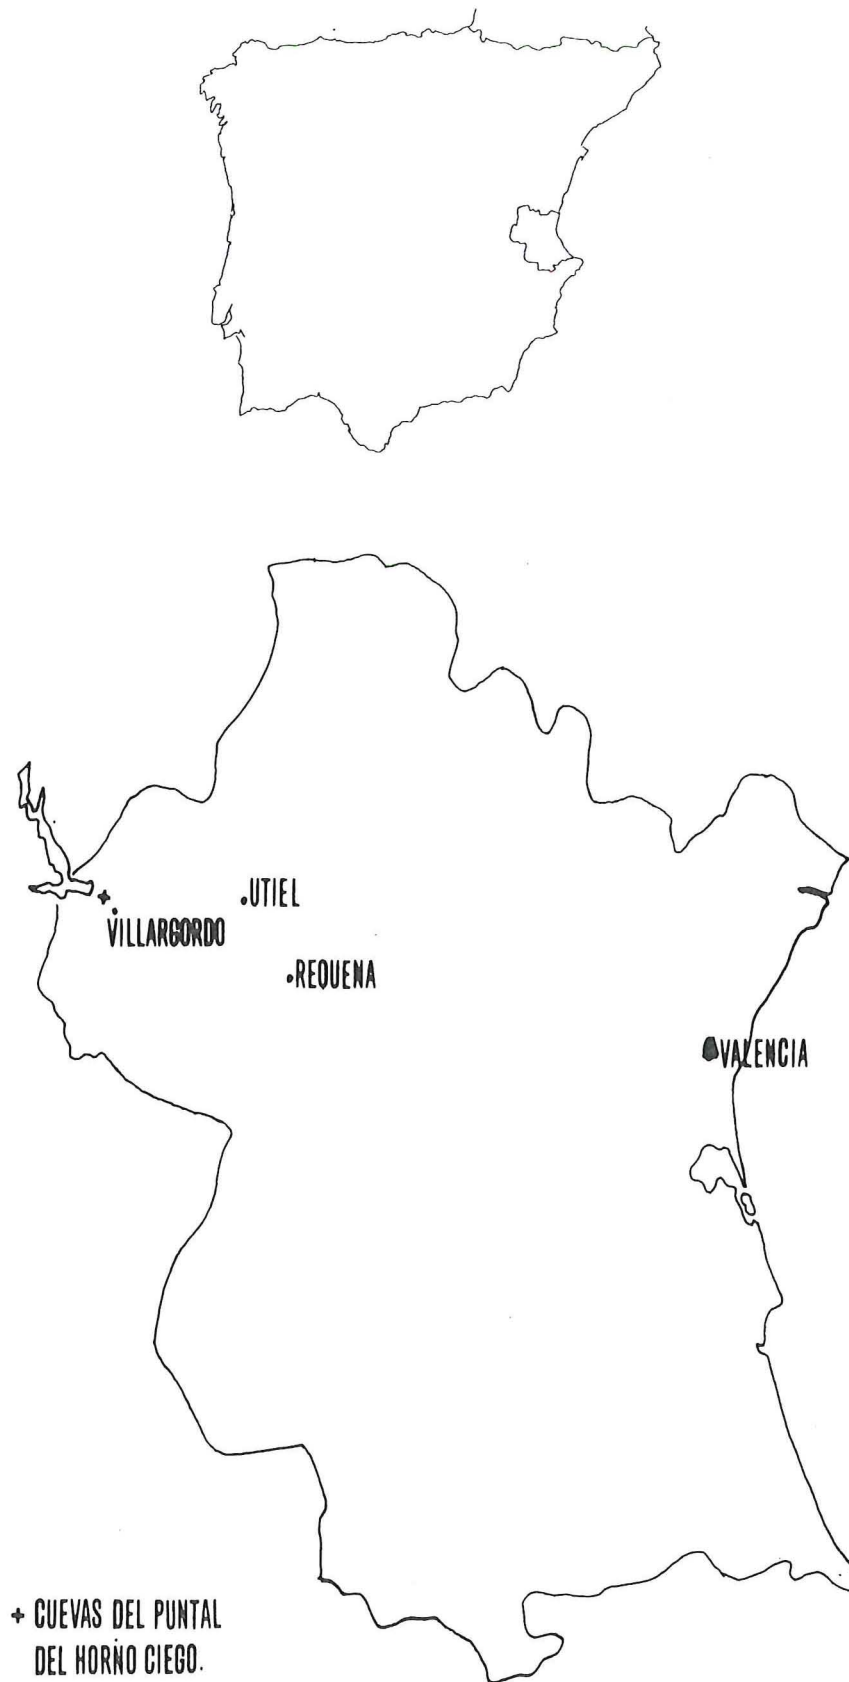 .UTIEL
VILLARGORDO
.REQUENA
VALENCIA
+ CUEVAS DEL PUNTAL
DEL HORNO CIEGO.